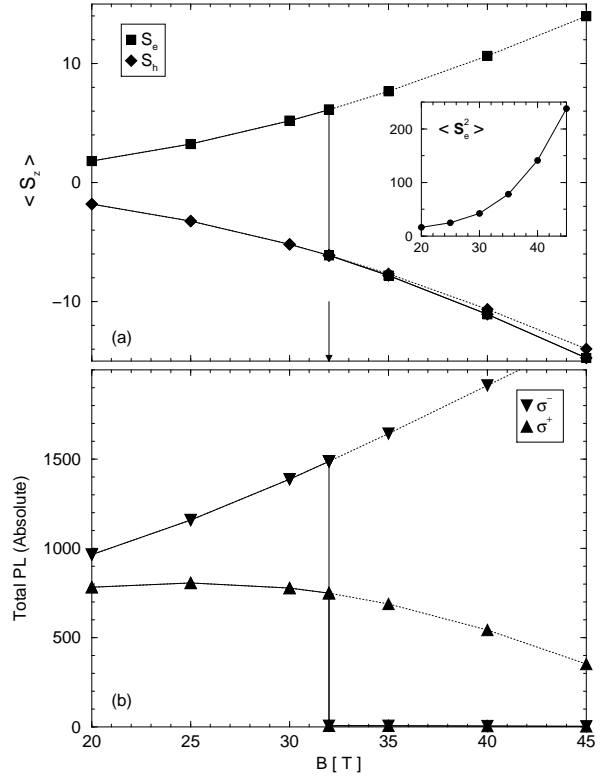 10
0
−10
< S_z >
S_e
S_h
< S_e^2 >
200
100
0
20 30 40
(a)
1500
1000
500
0
Total PL (Absolute)
σ^-
σ^+
(b)
20 25 30 35 40 45
B [ T ]